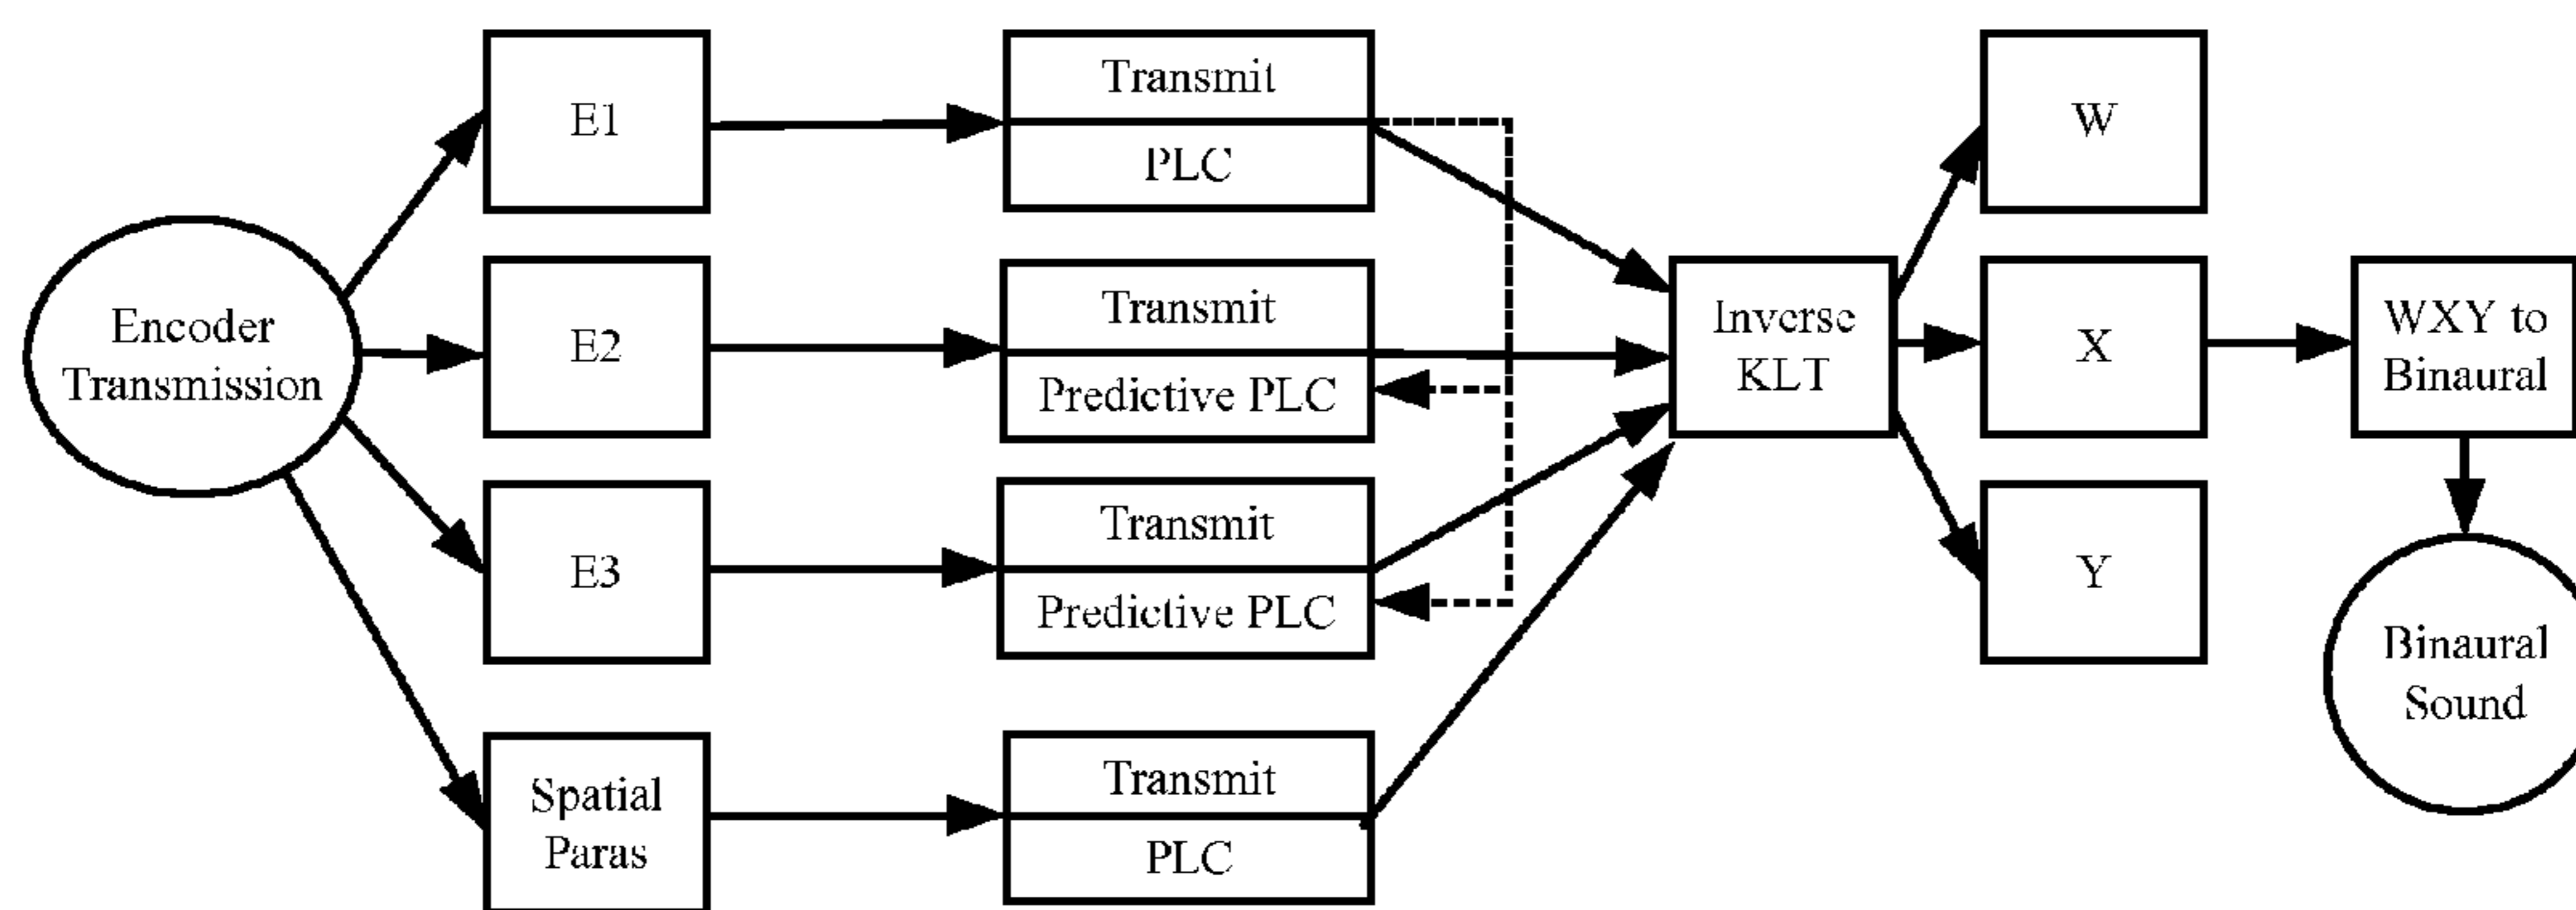 Encoder
Transmission
E1
E2
E3
Spatial
Paras
Transmit
PLC
Transmit
Predictive PLC
Transmit
Predictive PLC
Transmit
PLC
Inverse
KLT
W
X
Y
WXY to
Binaural
Binaural
Sound